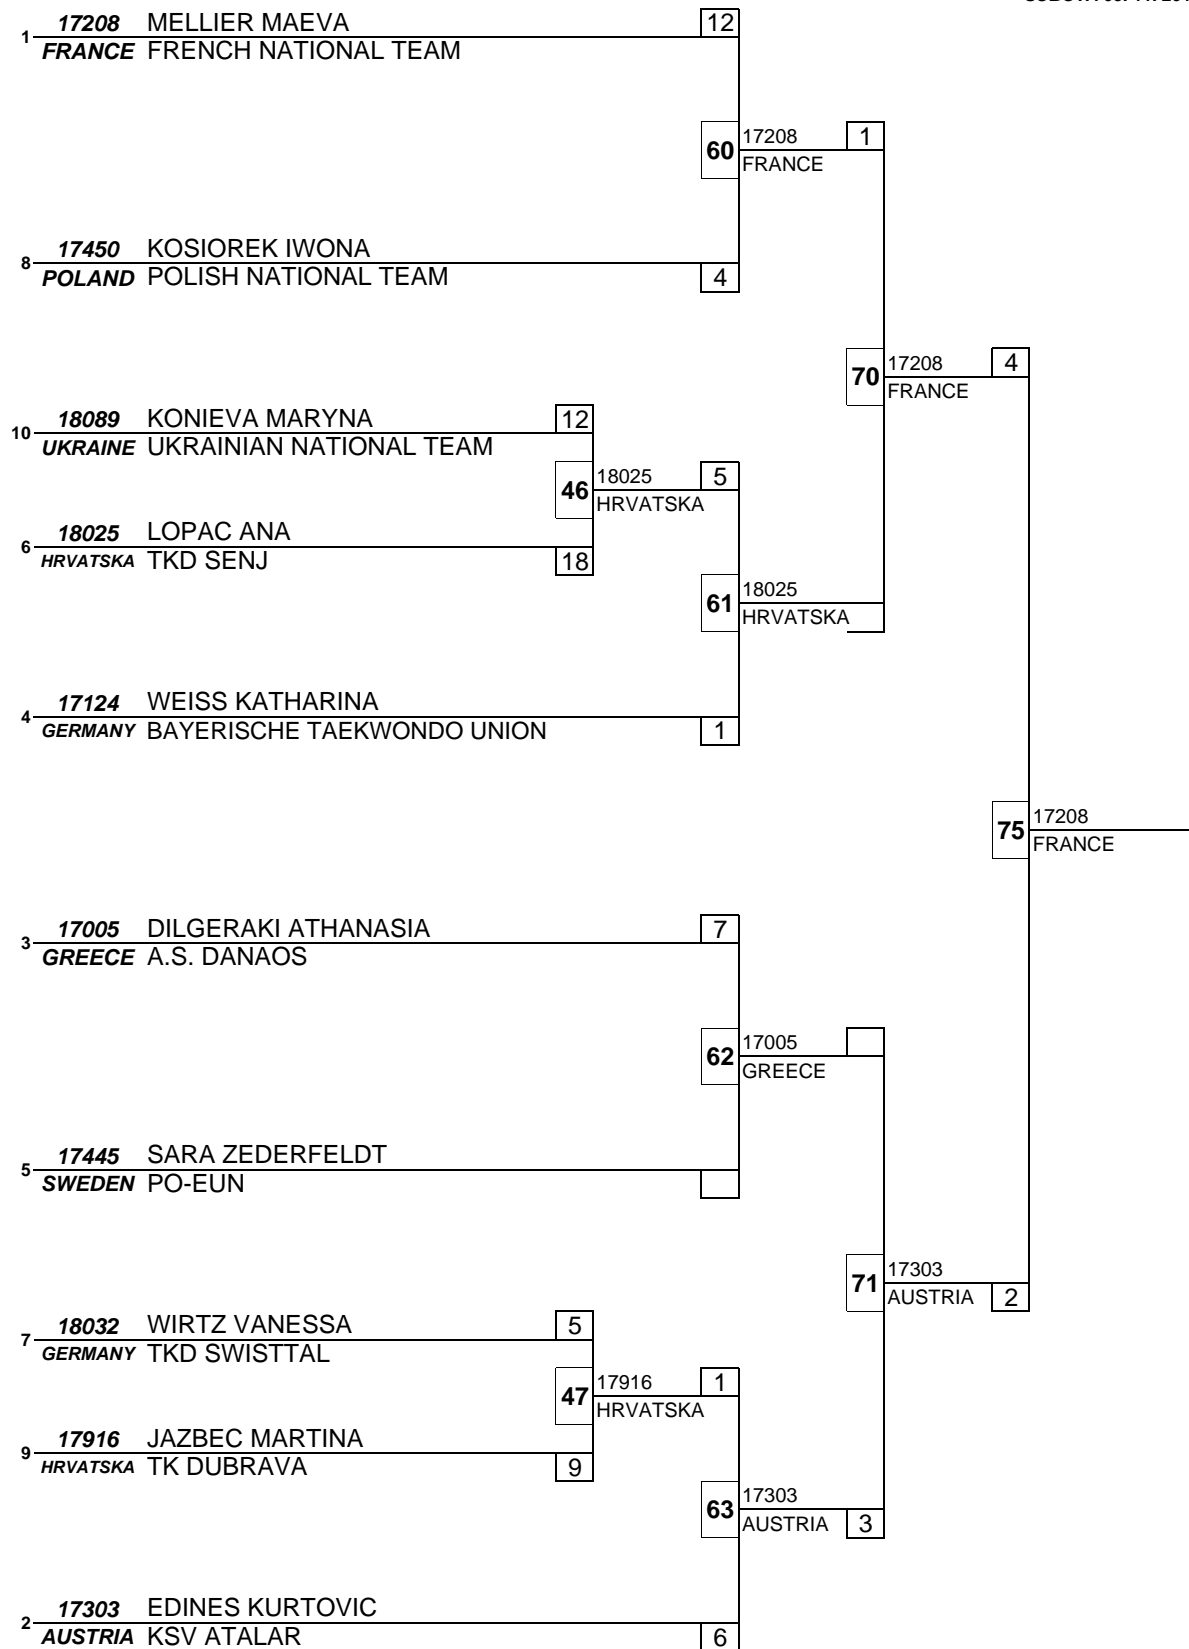 17208 MELLIER MAEVA 12
1
FRANCE FRENCH NATIONAL TEAM
60 17208 1
FRANCE
17450 KOSIOREK IWONA
8
POLAND POLISH NATIONAL TEAM 4
70 17208 4
FRANCE
18089 KONIEVA MARYNA 12
10
UKRAINE UKRAINIAN NATIONAL TEAM
46 18025 5
HRVATSKA
18025 LOPAC ANA
6
HRVATSKA TKD SENJ 18
61 18025
HRVATSKA
17124 WEISS KATHARINA
4
GERMANY BAYERISCHE TAEKWONDO UNION 1
75 17208
FRANCE
17005 DILGERAKI ATHANASIA 7
3
GREECE A.S. DANAOS
62 17005
GREECE
17445 SARA ZEDERFELDT
5
SWEDEN PO-EUN
71 17303
AUSTRIA 2
18032 WIRTZ VANESSA 5
7
GERMANY TKD SWISTTAL
47 17916 1
HRVATSKA
17916 JAZBEC MARTINA
9
HRVATSKA TK DUBRAVA 9
63 17303
AUSTRIA 3
17303 EDINES KURTOVIC
2
AUSTRIA KSV ATALAR 6